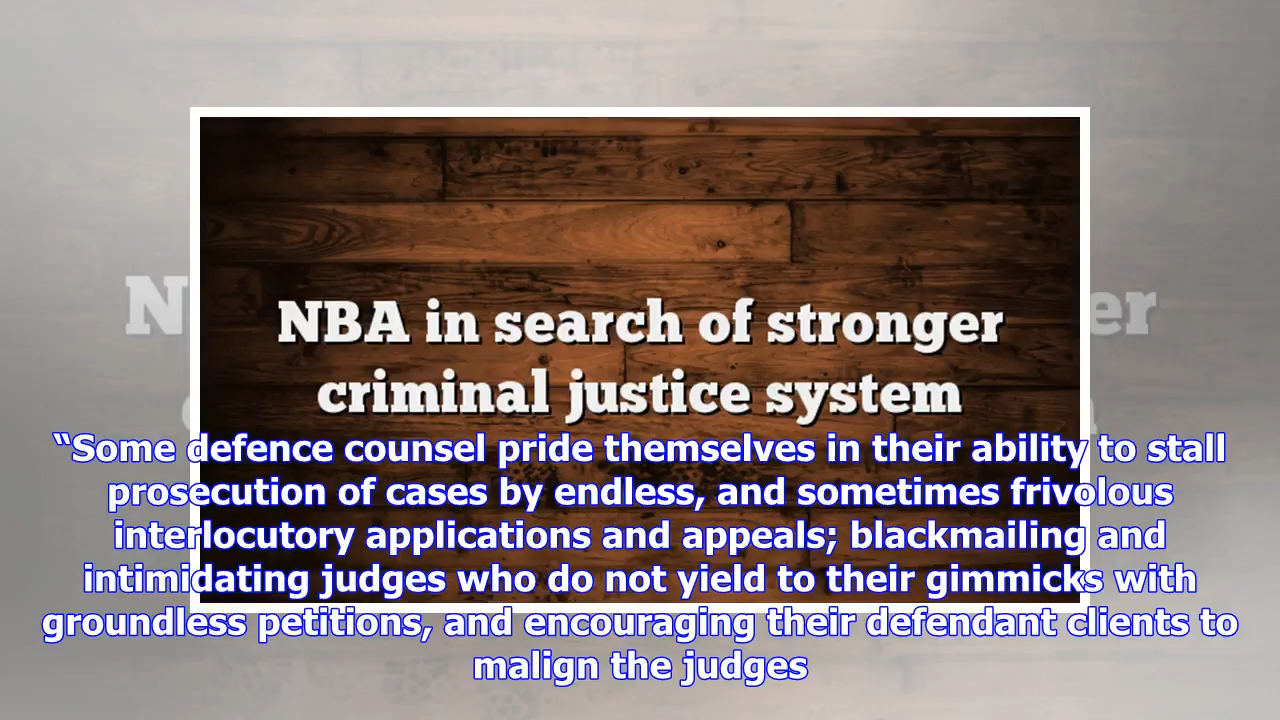 NBA in search of stronger
criminal justice system
“Some defence counsel pride themselves in their ability to stall
prosecution of cases by endless, and sometimes frivolous
interlocutory applications and appeals; blackmailing and
intimidating judges who do not yield to their gimmicks with
groundless petitions, and encouraging their defendant clients to
malign the judges